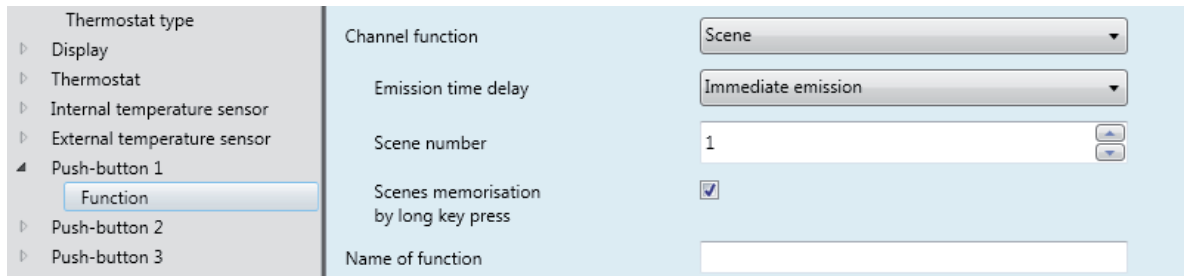 Thermostat type
Display
Thermostat
Internal temperature sensor
External temperature sensor
Push-button 1
Function
Push-button 2
Push-button 3
Channel function
Scene
Emission time delay
Immediate emission
Scene number
1
Scenes memorisation
by long key press
Name of function